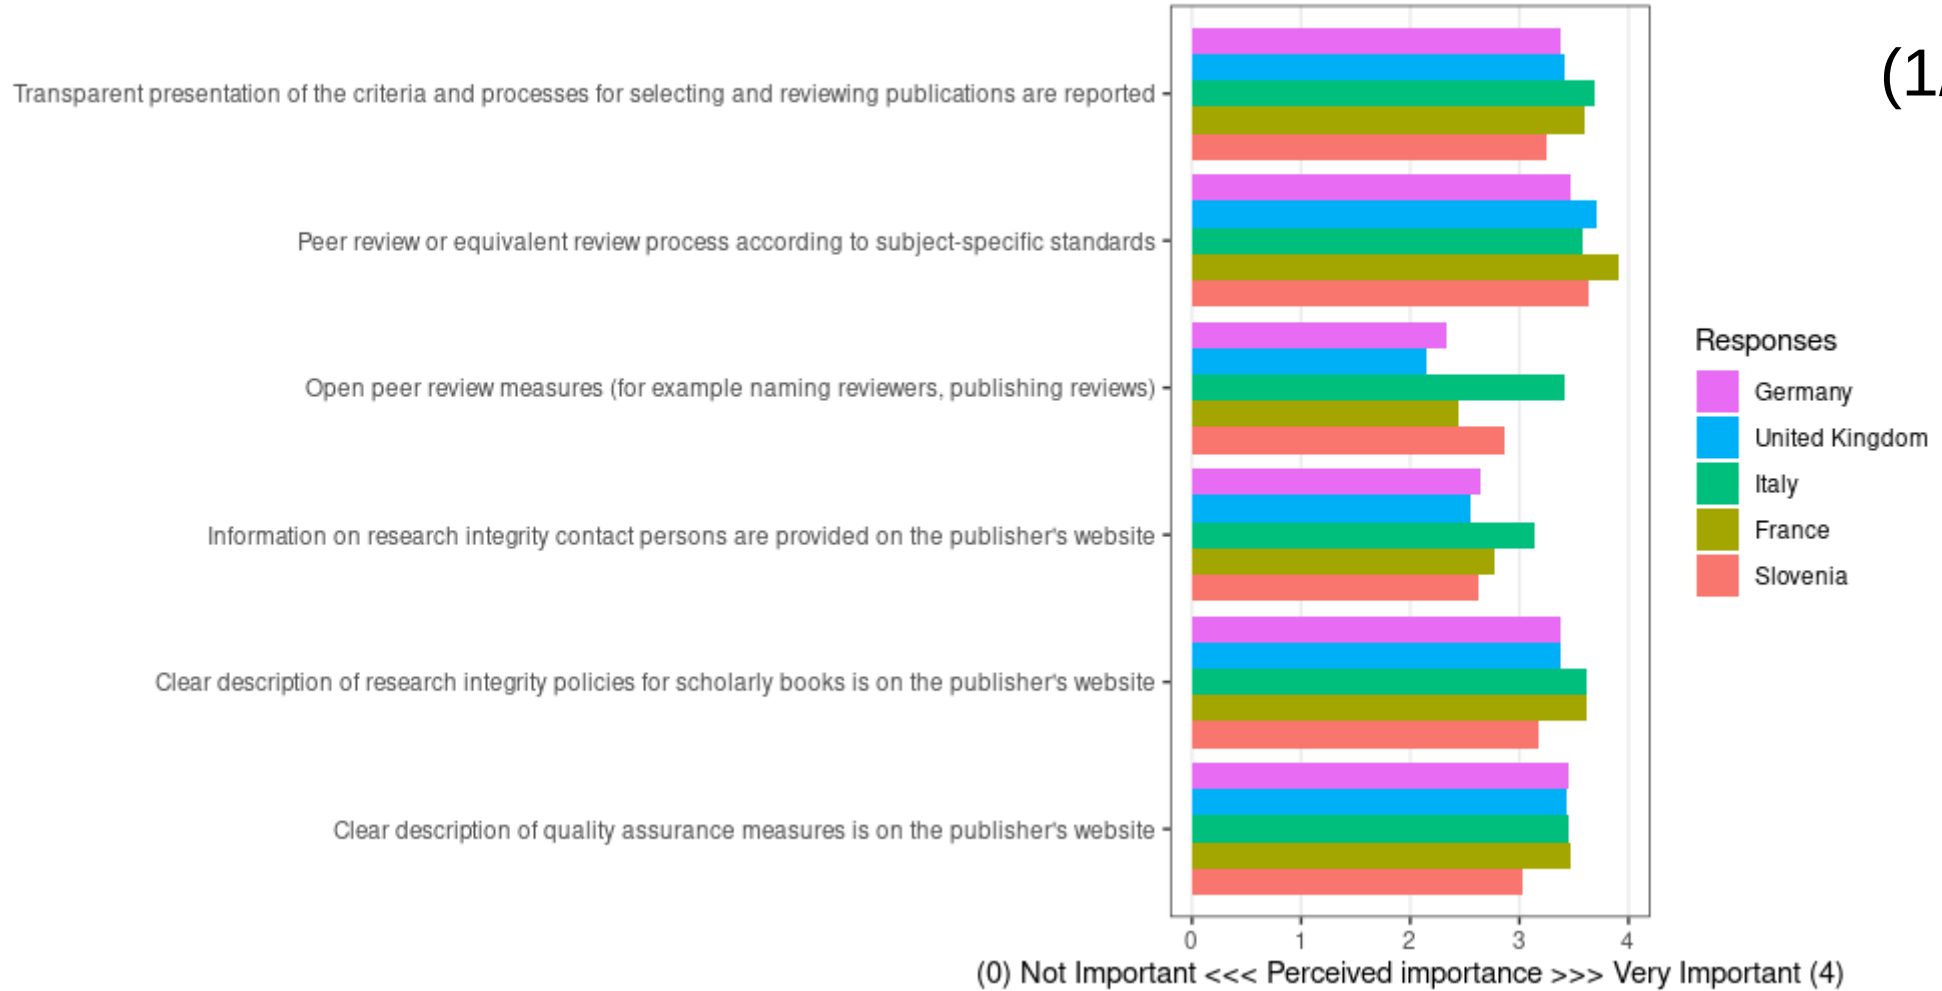 (1/
Transparent presentation of the criteria and processes for selecting and reviewing publications are reported
Peer review or equivalent review process according to subject-specific standards
Open peer review measures (for example naming reviewers, publishing reviews)
Information on research integrity contact persons are provided on the publisher's website
Clear description of research integrity policies for scholarly books is on the publisher's website
Clear description of quality assurance measures is on the publisher's website
Responses
Germany
United Kingdom
Italy
France
Slovenia
0 1 2 3 4
(0) Not Important <<< Perceived importance >>> Very Important (4)